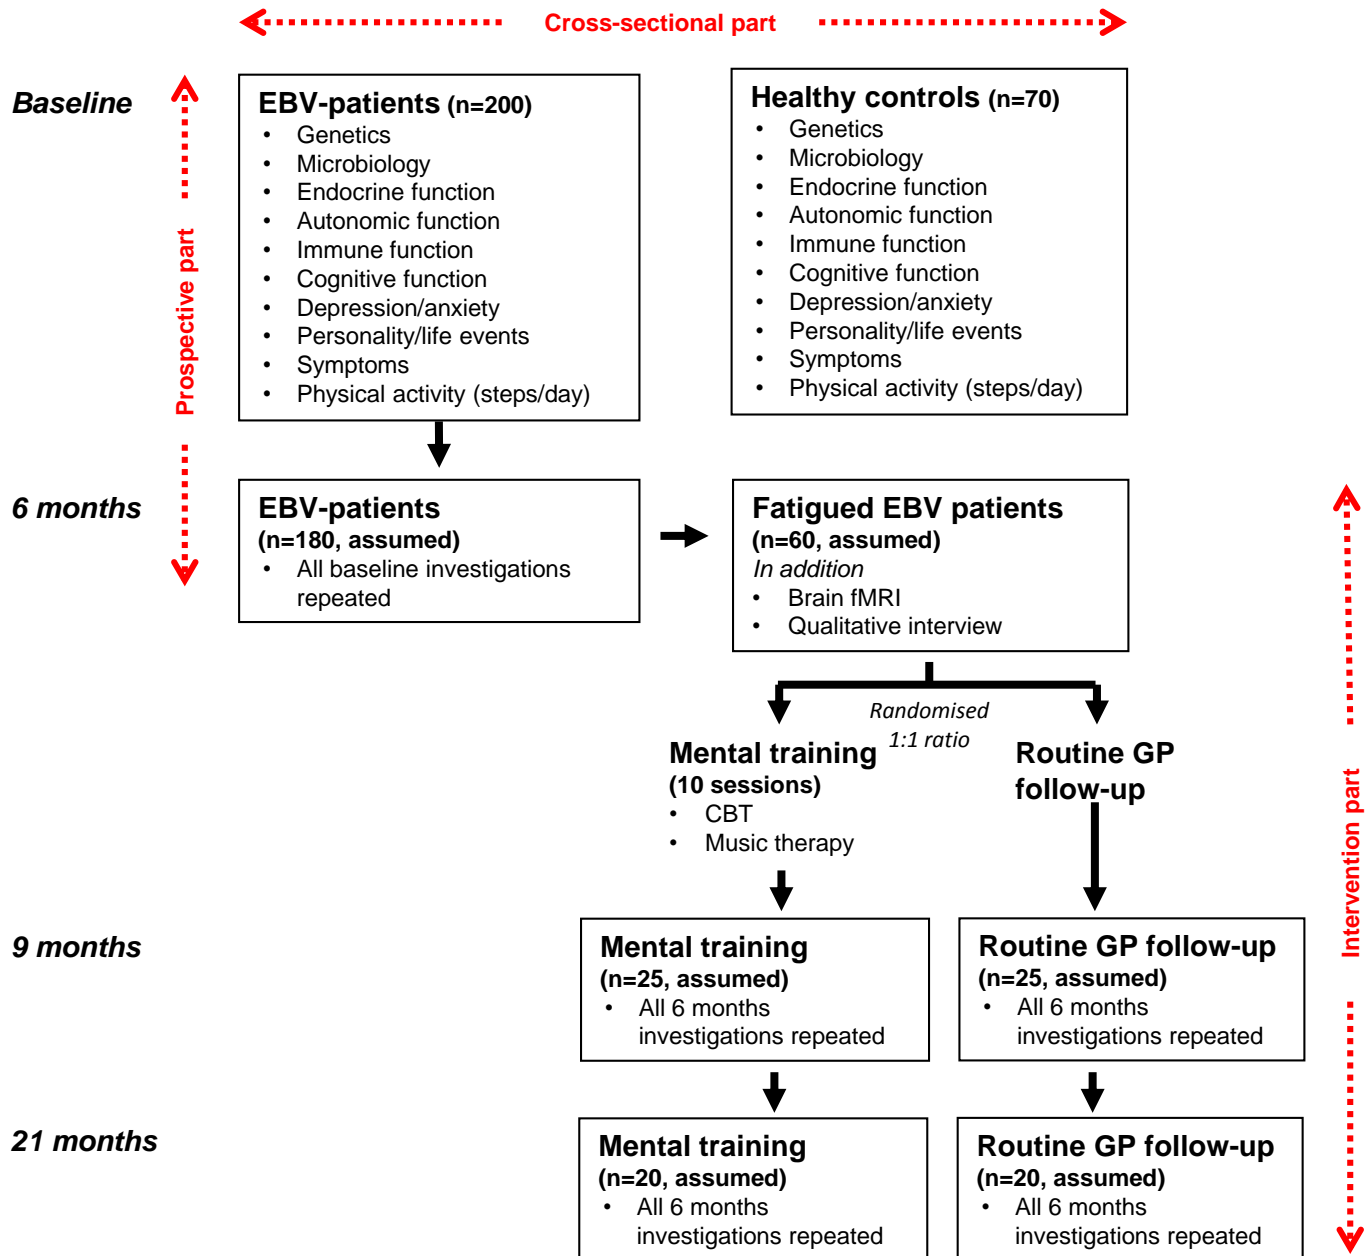 Cross-sectional part
Baseline
Prospective part
EBV-patients (n=200)
• Genetics
• Microbiology
• Endocrine function
• Autonomic function
• Immune function
• Cognitive function
• Depression/anxiety
• Personality/life events
• Symptoms
• Physical activity (steps/day)
Healthy controls (n=70)
• Genetics
• Microbiology
• Endocrine function
• Autonomic function
• Immune function
• Cognitive function
• Depression/anxiety
• Personality/life events
• Symptoms
• Physical activity (steps/day)
6 months
EBV-patients
(n=180, assumed)
• All baseline investigations
repeated
Fatigued EBV patients
(n=60, assumed)
In addition
• Brain fMRI
• Qualitative interview
Randomised
1:1 ratio
Mental training
(10 sessions)
• CBT
• Music therapy
Routine GP
follow-up
Intervention part
9 months
Mental training
(n=25, assumed)
• All 6 months
investigations repeated
Routine GP follow-up
(n=25, assumed)
• All 6 months
investigations repeated
21 months
Mental training
(n=20, assumed)
• All 6 months
investigations repeated
Routine GP follow-up
(n=20, assumed)
• All 6 months
investigations repeated